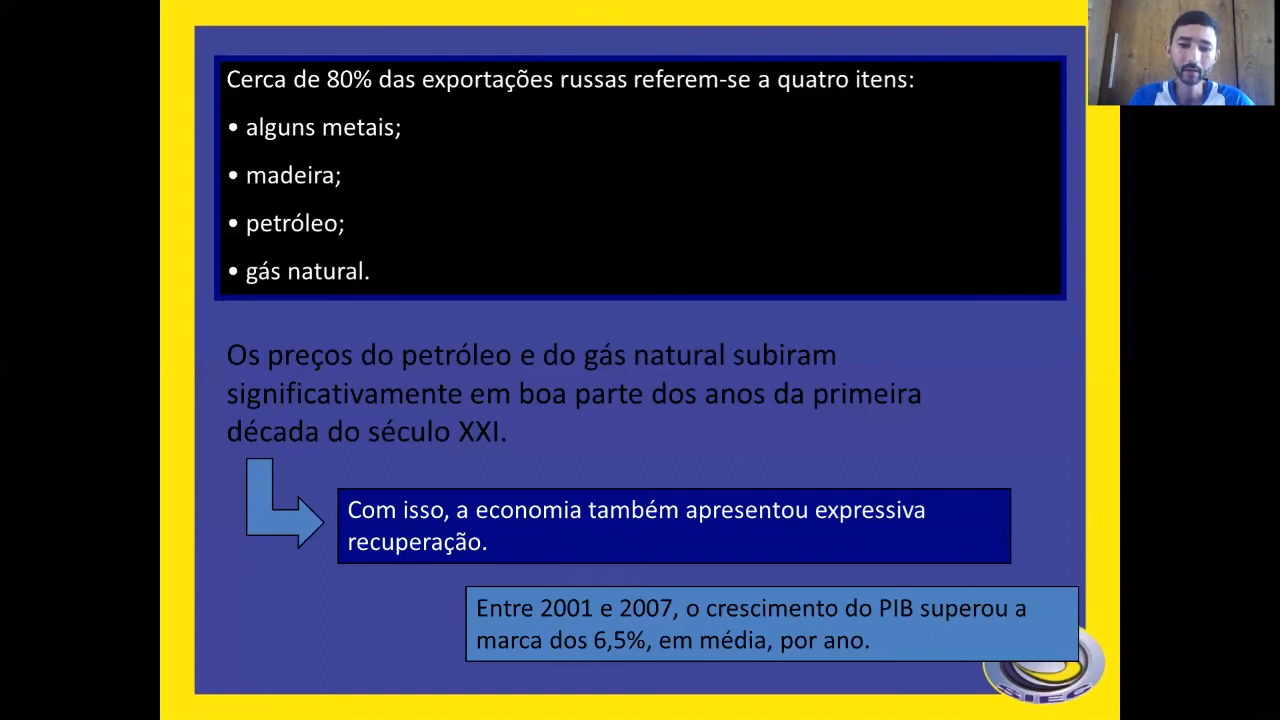 Cerca de 80% das exportações russas referem-se a quatro itens:
• alguns metais;
• madeira;
• petróleo;
• gás natural.
Os preços do petróleo e do gás natural subiram
significativamente em boa parte dos anos da primeira
década do século XXI.
Com isso, a economia também apresentou expressiva
recuperação.
Entre 2001 e 2007, o crescimento do PIB superou a
marca dos 6,5%, em média, por ano.